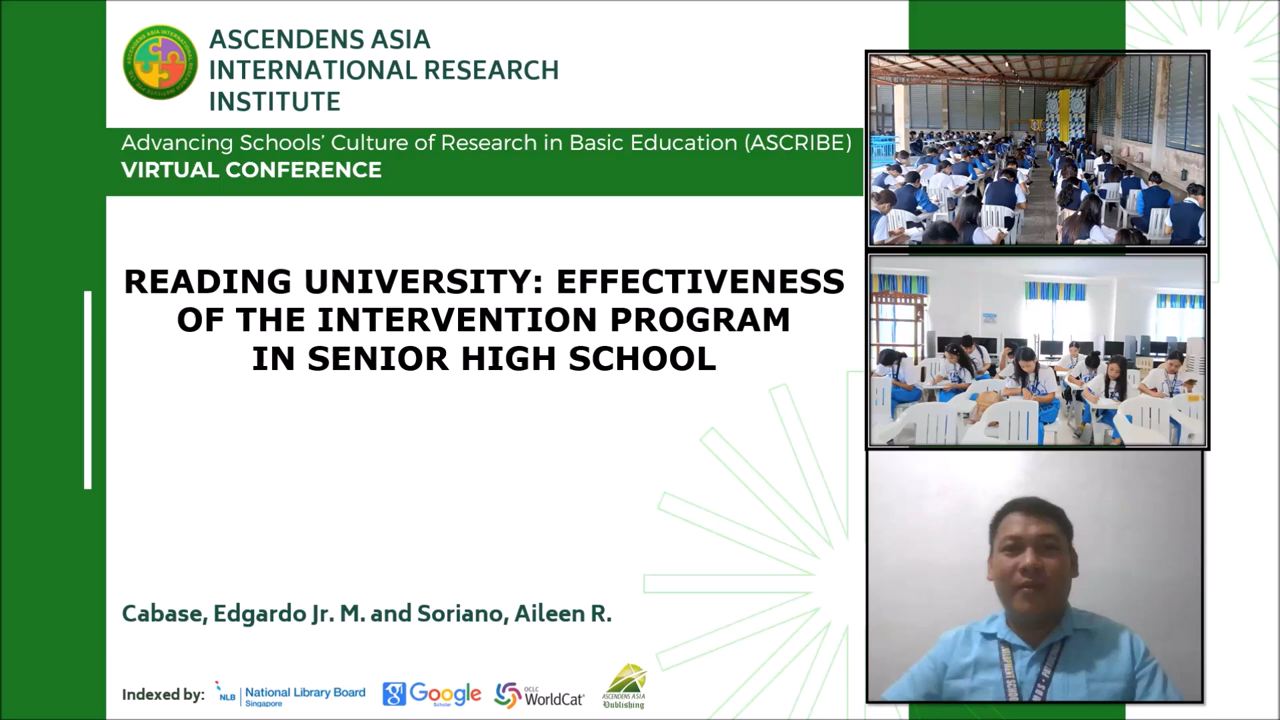 ASCENDENS ASIA
INTERNATIONAL RESEARCH
INSTITUTE
Advancing Schools' Culture of Research in Basic Education (ASCRIBE)
VIRTUAL CONFERENCE
READING UNIVERSITY: EFFECTIVENESS
OF THE INTERVENTION PROGRAM
IN SENIOR HIGH SCHOOL
Cabase, Edgardo Jr. M. and Soriano, Aileen R.
Indexed by:
NLB
National Library Board
Singapore
g Google
Scholar
OCLC
WorldCat
ASCENDENS ASIA
Publishing